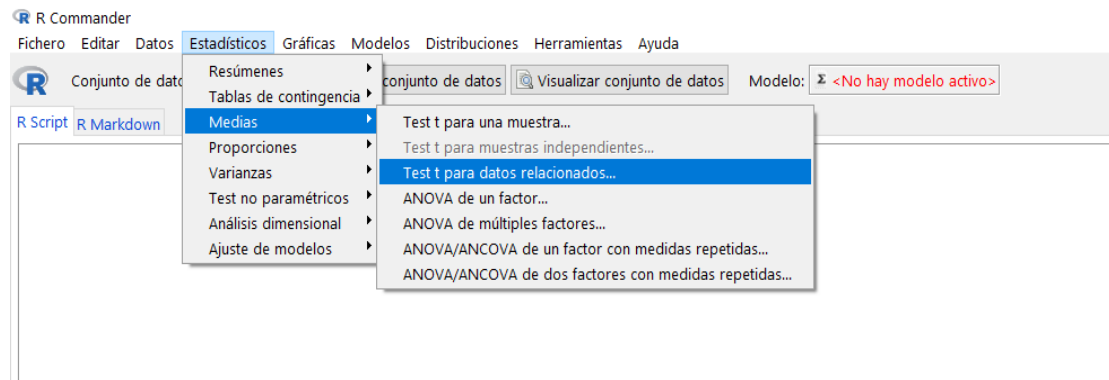 R Commander
Fichero Editar Datos Estadísticos Gráficas Modelos Distribuciones Herramientas Ayuda
R Conjunto de conjunto de datos Visualizar conjunto de datos Modelo: Σ <No hay modelo activo>
R Script R Markdown
Resúmenes
Tablas de contingencia
Medias
Proporciones
Varianzas
Test no paramétricos
Análisis dimensional
Ajuste de modelos
Test t para una muestra...
Test t para muestras independientes...
Test t para datos relacionados...
ANOVA de un factor...
ANOVA de múltiples factores...
ANOVA/ANCOVA de un factor con medidas repetidas...
ANOVA/ANCOVA de dos factores con medidas repetidas...